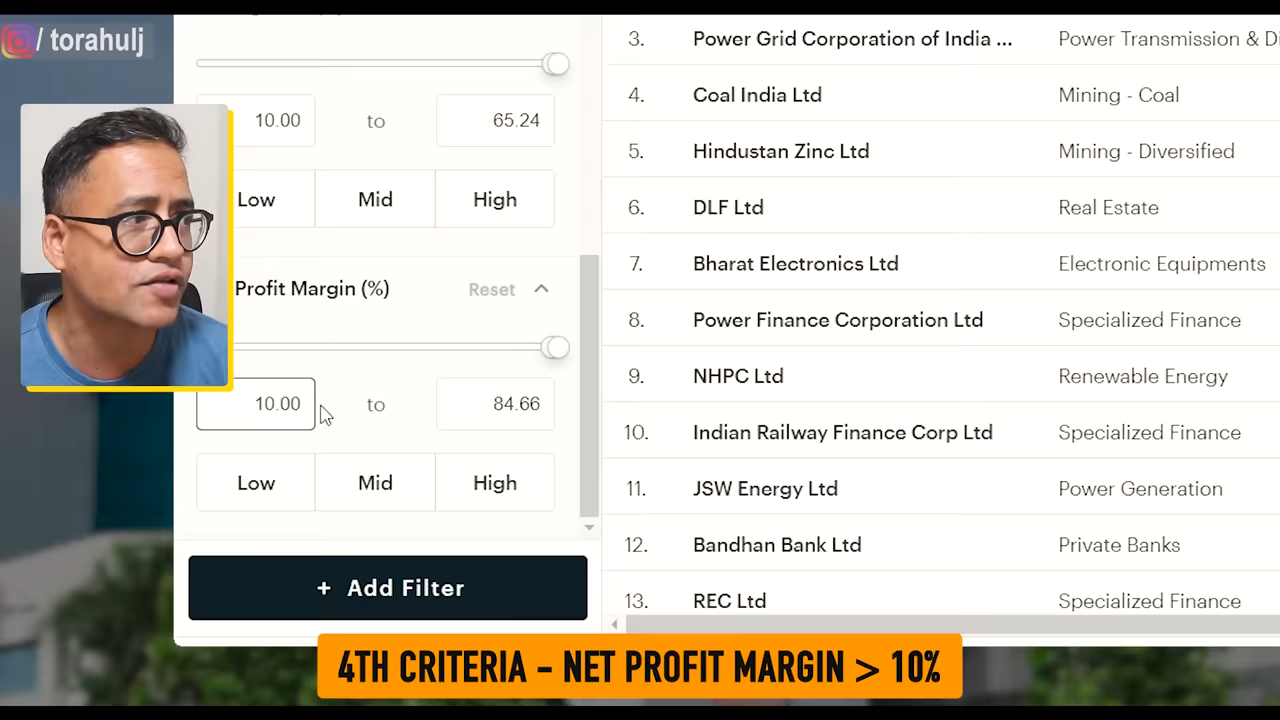 / torahulj
10.00 to 65.24
Low Mid High
Profit Margin (%) Reset
10.00 to 84.66
Low Mid High
+ Add Filter
3. Power Grid Corporation of India ... Power Transmission & Di
4. Coal India Ltd Mining - Coal
5. Hindustan Zinc Ltd Mining - Diversified
6. DLF Ltd Real Estate
7. Bharat Electronics Ltd Electronic Equipments
8. Power Finance Corporation Ltd Specialized Finance
9. NHPC Ltd Renewable Energy
10. Indian Railway Finance Corp Ltd Specialized Finance
11. JSW Energy Ltd Power Generation
12. Bandhan Bank Ltd Private Banks
13. REC Ltd Specialized Finance
4TH CRITERIA - NET PROFIT MARGIN > 10%